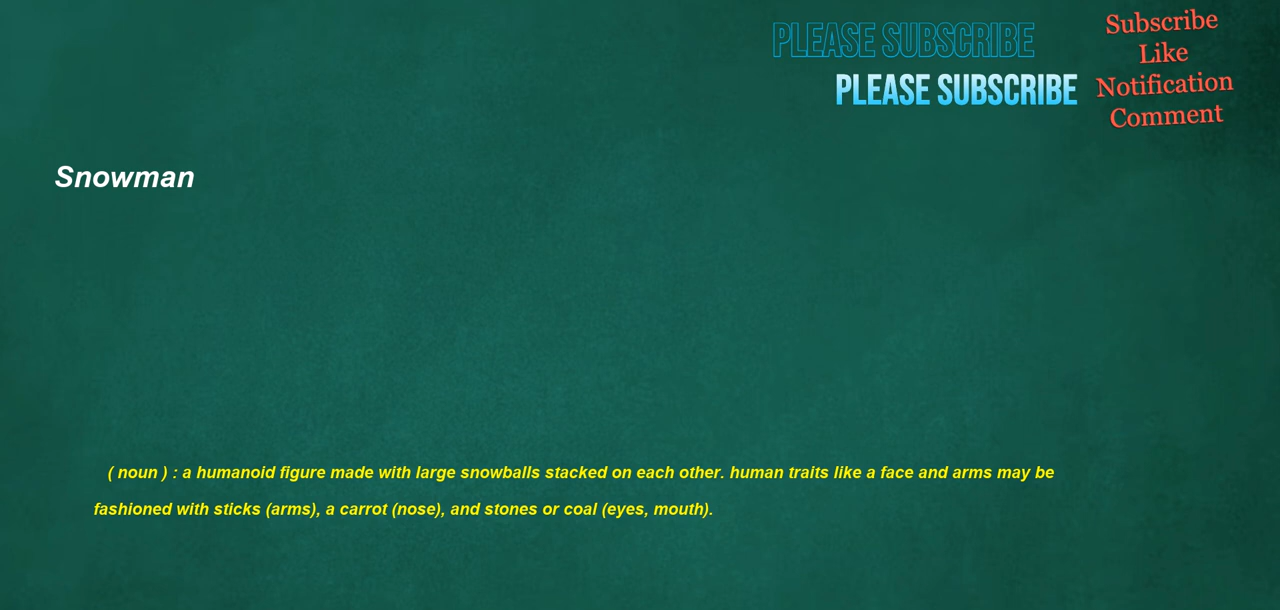 PLEASE SUBSCRIBE
PLEASE SUBSCRIBE
Subscribe
Like
Notification
Comment
Snowman
( noun ) : a humanoid figure made with large snowballs stacked on each other. human traits like a face and arms may be
fashioned with sticks (arms), a carrot (nose), and stones or coal (eyes, mouth).